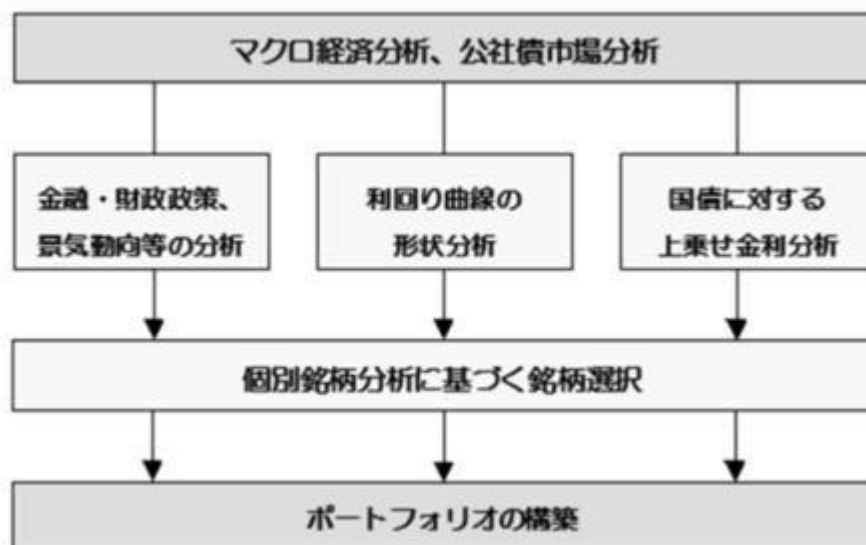 マクロ経済分析、公社債市場分析
金融・財政政策、
景気動向等の分析
利回り曲線の
形状分析
国債に対する
上乗せ金利分析
個別銘柄分析に基づく銘柄選択
ポートフォリオの構築